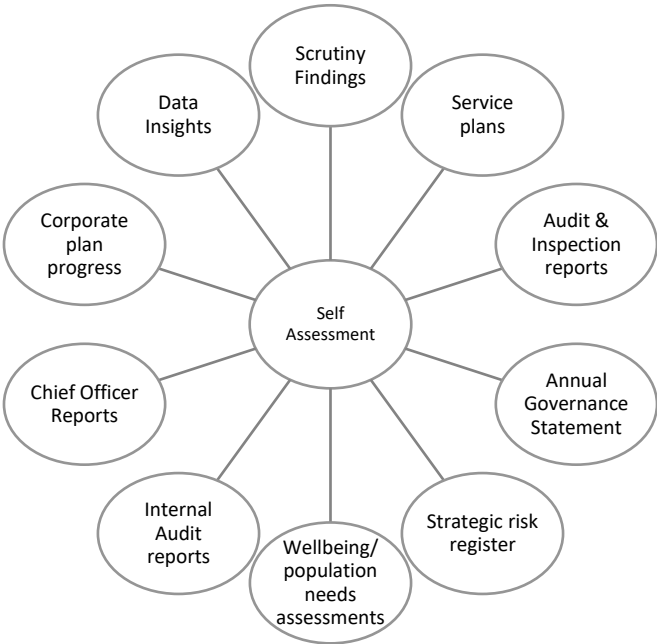 Scrutiny
Findings
Service
plans
Audit &
Inspection
reports
Annual
Governance
Statement
Strategic risk
register
Wellbeing/
population
needs
assessments
Internal
Audit
reports
Chief Officer
Reports
Corporate
plan
progress
Data
Insights
Self
Assessment